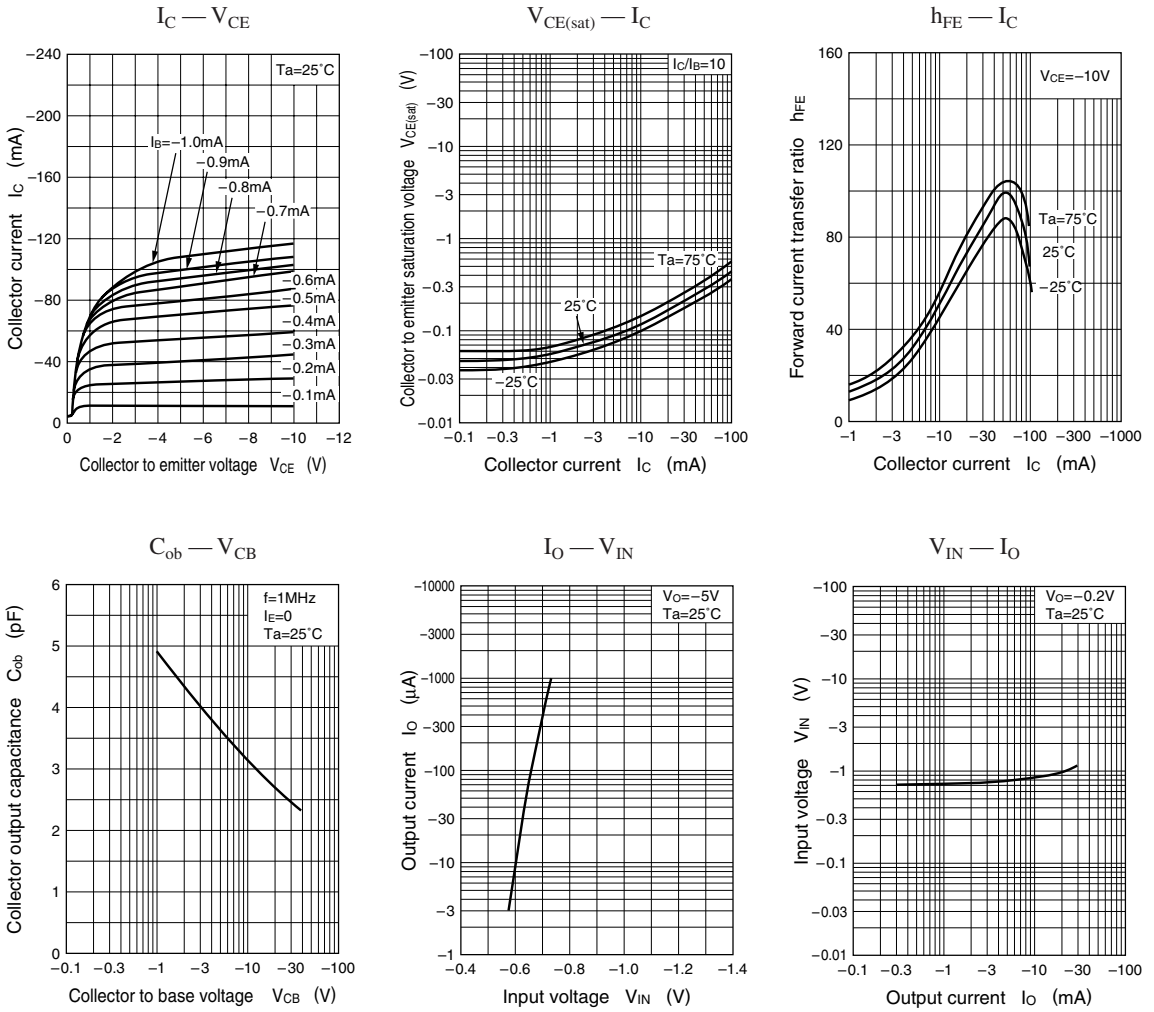 I_C — V_CE
−240
−200
−160
−120
−80
−40
0
0 −2 −4 −6 −8 −10 −12
Ta=25˚C
I_B=−1.0mA
−0.9mA
−0.8mA
−0.7mA
−0.6mA
−0.5mA
−0.4mA
−0.3mA
−0.2mA
−0.1mA
Collector current I_C (mA)
Collector to emitter voltage V_CE (V)
V_CE(sat) — I_C
−100
−30
−10
−3
−1
−0.3
−0.1
−0.03
−0.01
−0.1 −0.3 −1 −3 −10 −30 −100
I_C/I_B=10
Ta=75˚C
25˚C
−25˚C
Collector to emitter saturation voltage V_CE(sat) (V)
Collector current I_C (mA)
h_FE — I_C
160
120
80
40
0
−1 −3 −10 −30 −100 −300 −1000
V_CE=−10V
Ta=75˚C
25˚C
−25˚C
Forward current transfer ratio h_FE
Collector current I_C (mA)
C_ob — V_CB
6
5
4
3
2
1
0
−0.1 −0.3 −1 −3 −10 −30 −100
f=1MHz
I_E=0
Ta=25˚C
Collector output capacitance C_ob (pF)
Collector to base voltage V_CB (V)
I_O — V_IN
−10000
−3000
−1000
−300
−100
−30
−10
−3
−1
−0.4 −0.6 −0.8 −1.0 −1.2 −1.4
V_O=−5V
Ta=25˚C
Output current I_O (μA)
Input voltage V_IN (V)
V_IN — I_O
−100
−30
−10
−3
−1
−0.3
−0.1
−0.03
−0.01
−0.1 −0.3 −1 −3 −10 −30 −100
V_O=−0.2V
Ta=25˚C
Input voltage V_IN (V)
Output current I_O (mA)